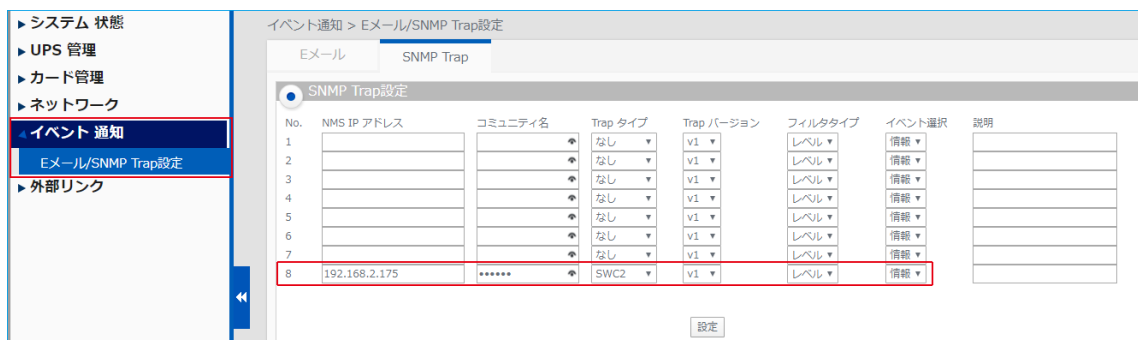 システム 状態
UPS 管理
カード管理
ネットワーク
イベント 通知
Eメール/SNMP Trap設定
外部リンク
イベント通知 > Eメール/SNMP Trap設定
Eメール SNMP Trap
SNMP Trap設定
No. NMS IP アドレス コミュニティ名 Trap タイプ Trap バージョン フィルタタイプ イベント選択 説明
1 なし v1 レベル 情報
2 なし v1 レベル 情報
3 なし v1 レベル 情報
4 なし v1 レベル 情報
5 なし v1 レベル 情報
6 なし v1 レベル 情報
7 なし v1 レベル 情報
8 192.168.2.175 •••••• SWC2 v1 レベル 情報
設定